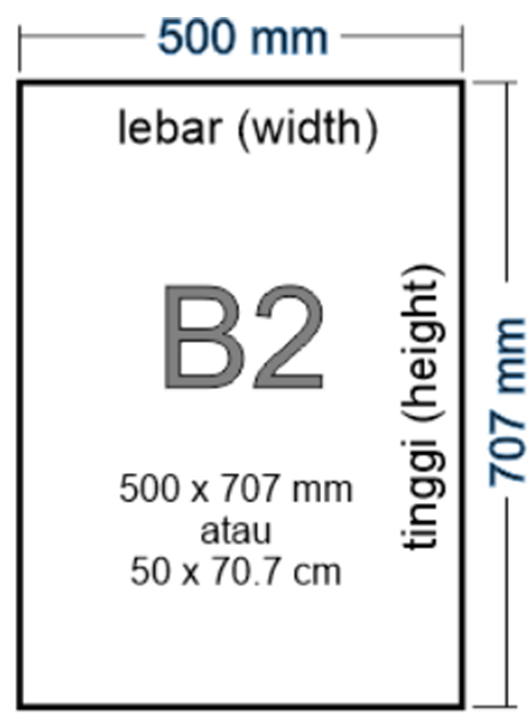 500 mm
lebar (width)
B2
tinggi (height)
707 mm
500 x 707 mm
atau
50 x 70.7 cm